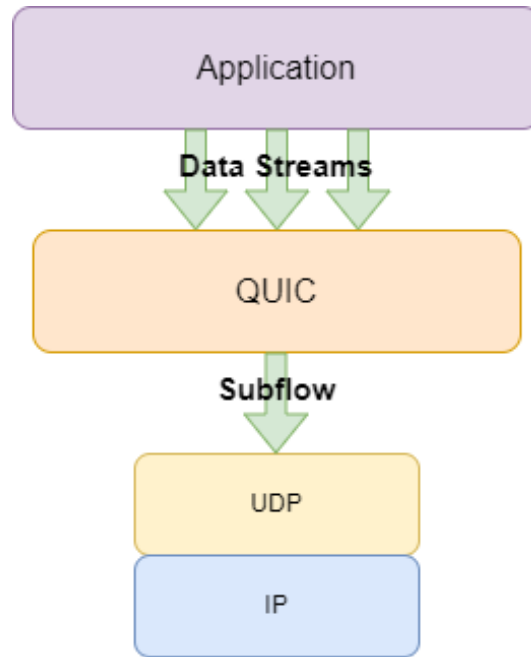 Application
Data Streams
QUIC
Subflow
UDP
IP